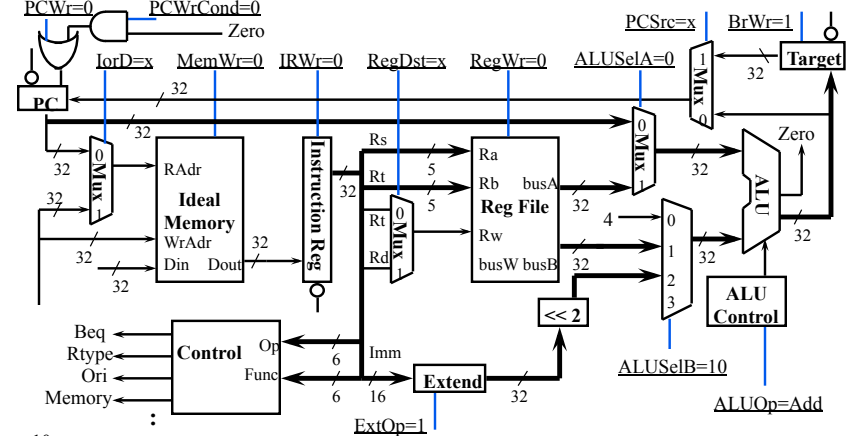 PCWr=0 PCWrCond=0 PCSrc=x BrWr=1
Zero
IorD=x MemWr=0 IRWr=0 RegDst=x RegWr=0 ALUSelA=0
1 Mux 0
32
Target
PC
32
32
32
0 Mux 1
RAdr
Ideal Memory
WrAdr
Din
Dout
32
32
32
32
Instruction Reg
32
Rs
5
Rt
5
Rt
0 Mux 1
Rd
Ra
Rb
busA
Reg File
Rw
busW
busB
32
32
0 Mux 1
32
4
0
1
2
3
32
ALU
Zero
32
ALU Control
<< 2
Beq
Rtype
Ori
Memory
:
Control
Op
Func
6
6
Imm
16
Extend
32
ExtOp=1
ALUSelB=10
ALUOp=Add